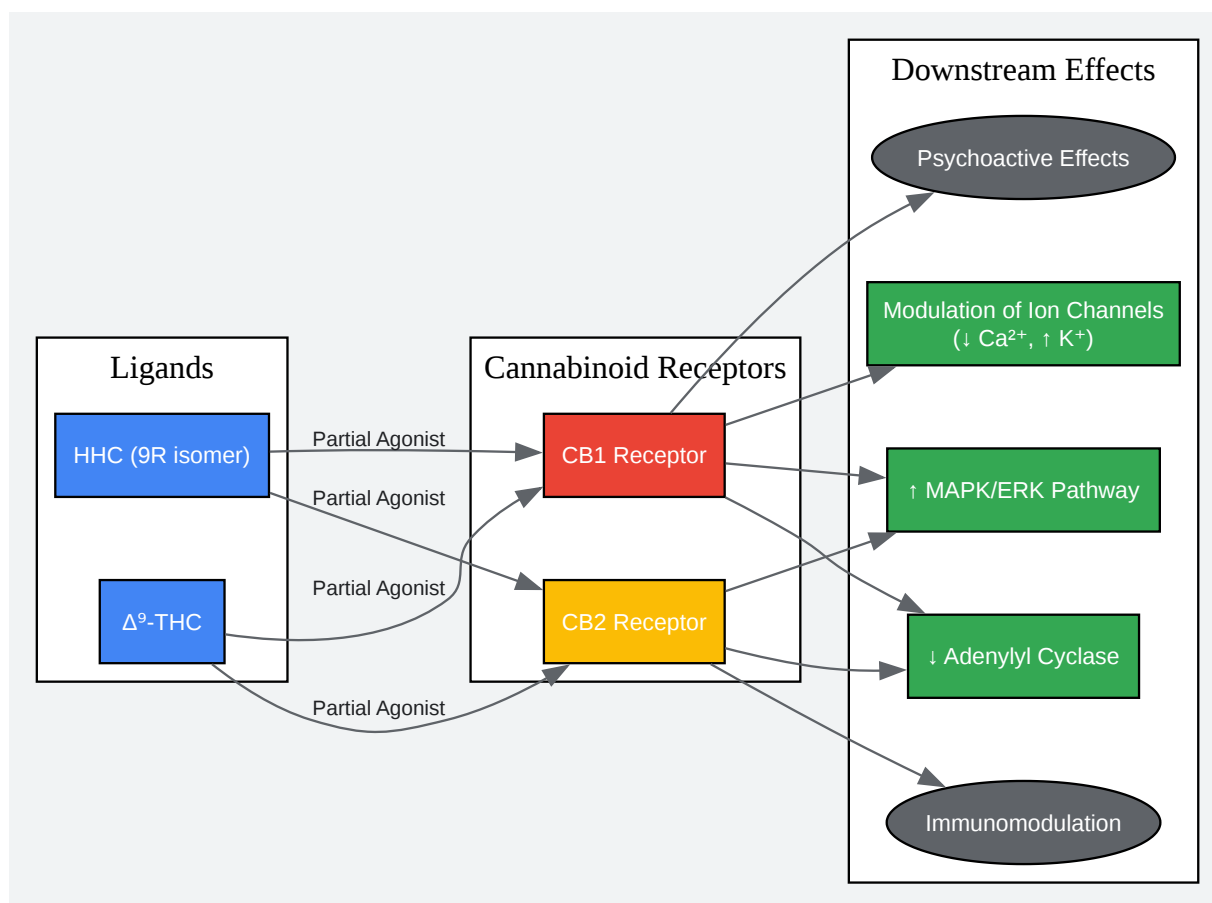 Ligands
HHC (9R isomer)
Δ⁹-THC
Partial Agonist
Partial Agonist
Partial Agonist
Partial Agonist
Cannabinoid Receptors
CB1 Receptor
CB2 Receptor
Downstream Effects
Psychoactive Effects
Modulation of Ion Channels
(↓ Ca²⁺, ↑ K⁺)
↑ MAPK/ERK Pathway
↓ Adenylyl Cyclase
Immunomodulation